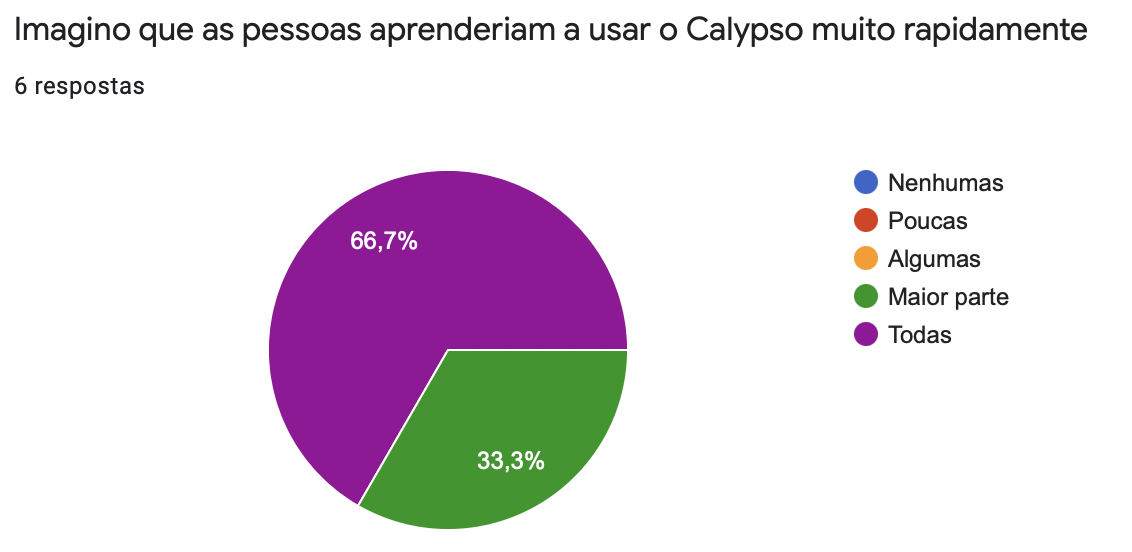 Imagino que as pessoas aprenderiam a usar o Calypso muito rapidamente
6 respostas
66,7%
33,3%
Nenhumas
Poucas
Algumas
Maior parte
Todas